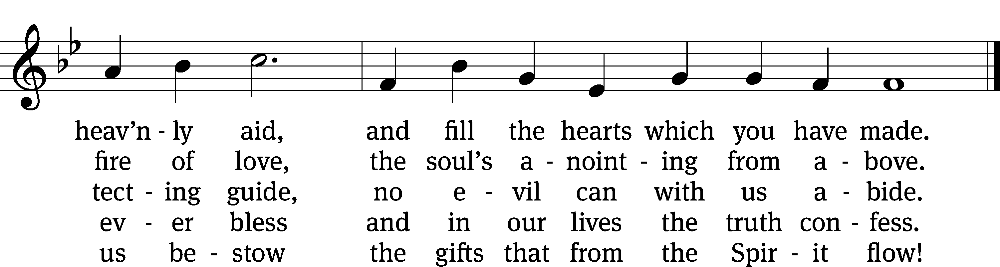 heav’n - ly aid, and fill the hearts which you have made.
fire of love, the soul’s a - noint - ing from a - bove.
tect - ing guide, no e - vil can with us a - bide.
ev - er bless and in our lives the truth con - fess.
us be - stow the gifts that from the Spir - it flow!